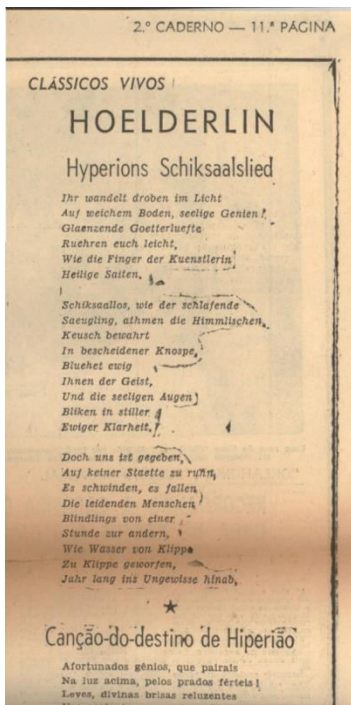 2.º CADERNO — 11.ª PÁGINA
CLÁSSICOS VIVOS
HOELDERLIN
Hyperions Schiksaalslied
Ihr wandelt droben im Licht
Auf weichem Boden, seelige Genien!
Glaenzende Goetterluefte
Ruehren euch leicht,
Wie die Finger der Kuenstlerin
Heilige Saiten.
Schiksaallos, wie der schlafende
Saeugling, athmen die Himmlischen,
Keusch bewahrt
In bescheidener Knospe,
Bluehet ewig
Ihnen der Geist,
Und die seeligen Augen
Bliken in stiller
Ewiger Klarheit.
Doch uns ist gegeben,
Auf keiner Staette zu ruhn,
Es schwinden, es fallen
Die leidenden Menschen
Blindlings von einer
Stunde zur andern,
Wie Wasser von Klippe
Zu Klippe geworfen,
Jahr lang ins Ungewisse hinab,
Canção-do-destino de Hiperião
Afortunados gênios, que pairais
Na luz acima, pelos prados férteis!
Leves, divinas brisas reluzentes